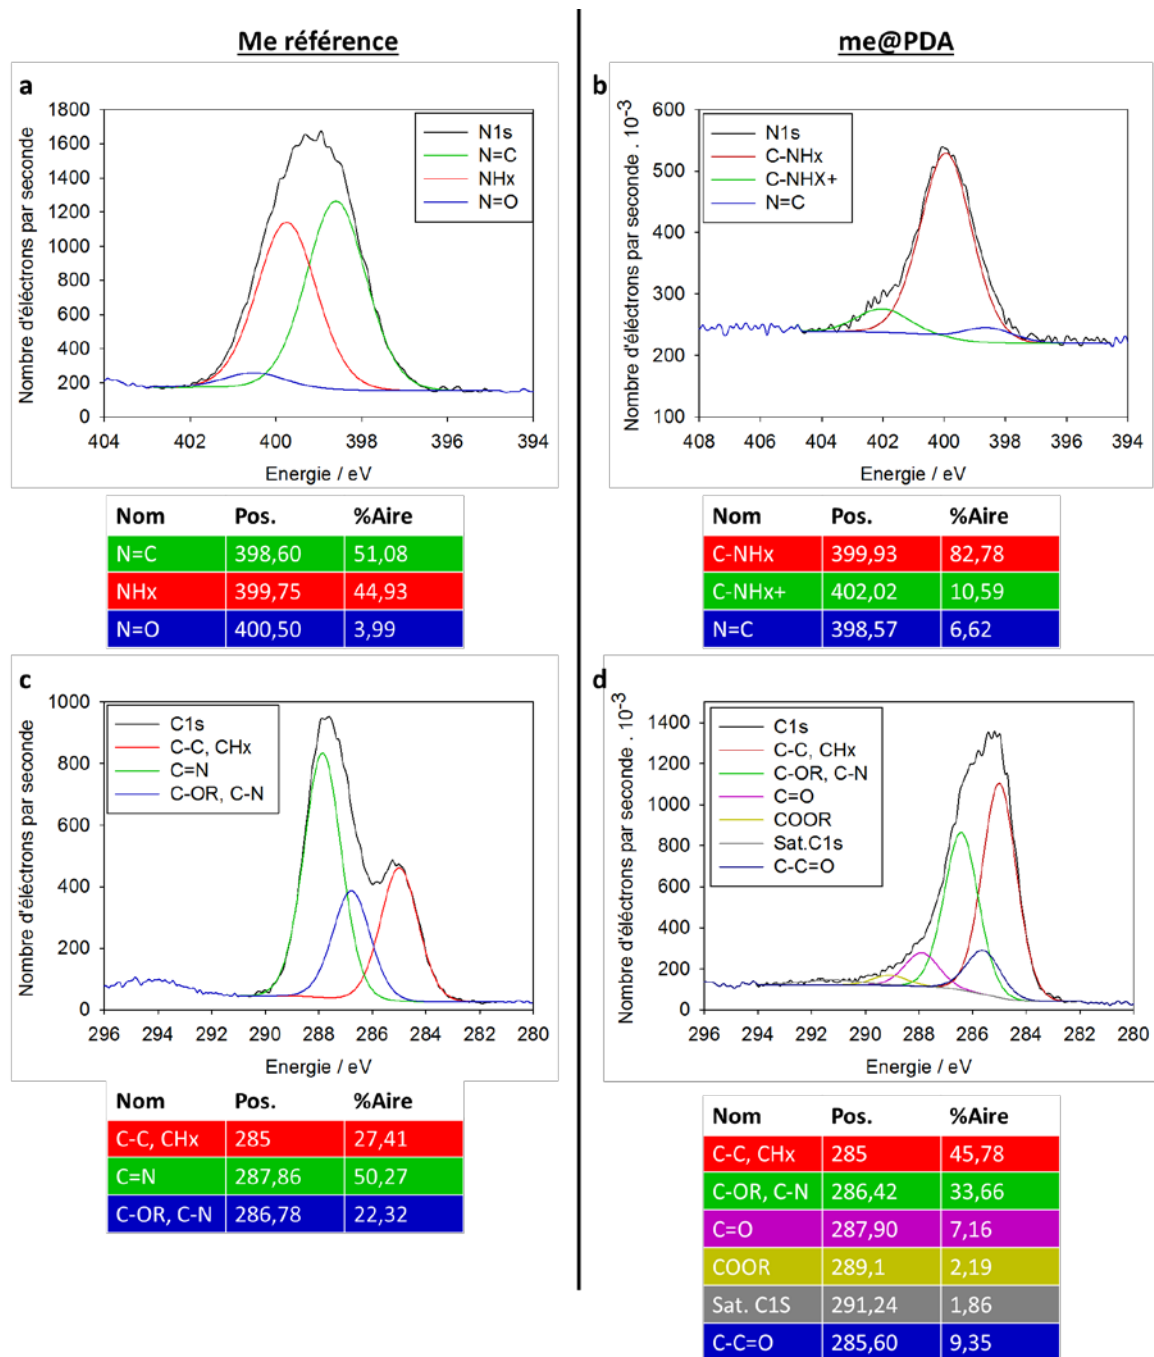 Me référence
me@PDA
a
Nombre d'éléctrons par seconde
1800
1600
1400
1200
1000
800
600
400
200
0
N1s
N=C
NHx
N=O
404 402 400 398 396 394
Energie / eV
Nom Pos. %Aire
N=C 398,60 51,08
NHx 399,75 44,93
N=O 400,50 3,99
b
Nombre d'éléctrons par seconde . 10-3
600
500
400
300
200
100
N1s
C-NHx
C-NHX+
N=C
408 406 404 402 400 398 396 394
Energie / eV
Nom Pos. %Aire
C-NHx 399,93 82,78
C-NHx+ 402,02 10,59
N=C 398,57 6,62
c
Nombre d'éléctrons par seconde
1000
800
600
400
200
0
C1s
C-C, CHx
C=N
C-OR, C-N
296 294 292 290 288 286 284 282 280
Energie / eV
Nom Pos. %Aire
C-C, CHx 285 27,41
C=N 287,86 50,27
C-OR, C-N 286,78 22,32
d
Nombre d'éléctrons par seconde . 10-3
1400
1200
1000
800
600
400
200
0
C1s
C-C, CHx
C-OR, C-N
C=O
COOR
Sat.C1s
C-C=O
296 294 292 290 288 286 284 282 280
Energie / eV
Nom Pos. %Aire
C-C, CHx 285 45,78
C-OR, C-N 286,42 33,66
C=O 287,90 7,16
COOR 289,1 2,19
Sat. C1S 291,24 1,86
C-C=O 285,60 9,35